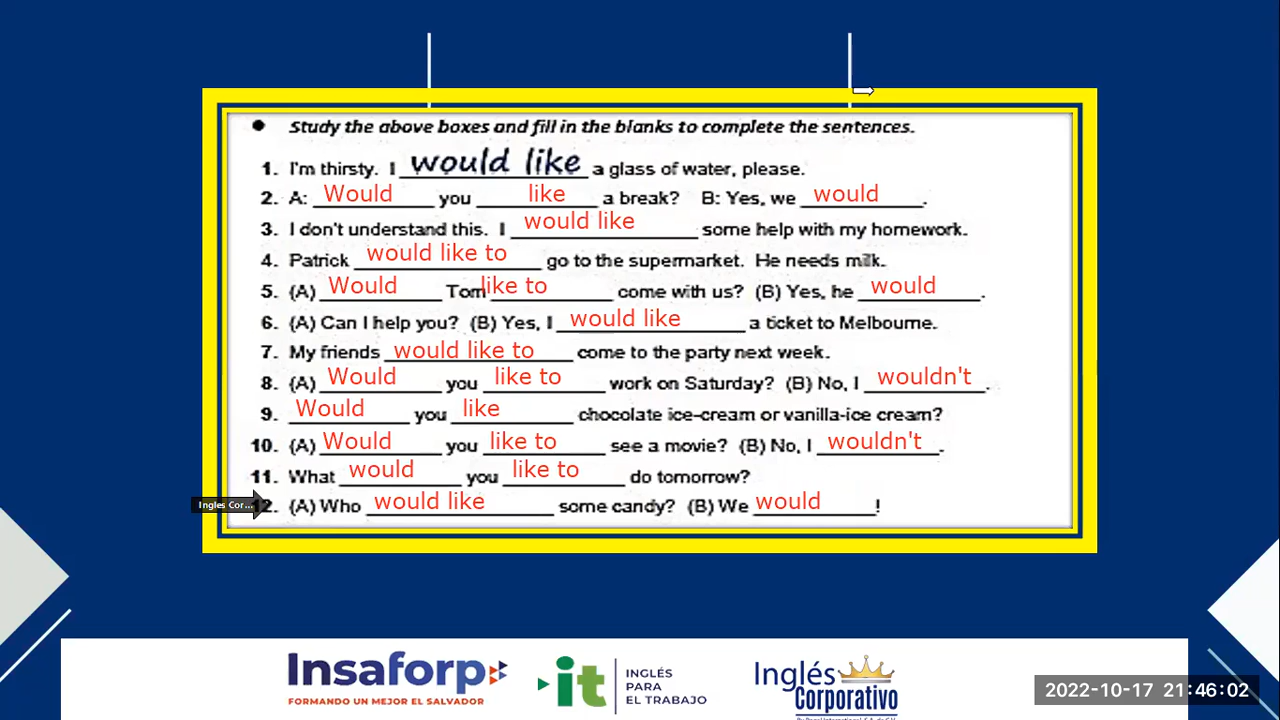 • Study the above boxes and fill in the blanks to complete the sentences.
1. I'm thirsty. I would like a glass of water, please.
2. A: Would you like a break? B: Yes, we would.
3. I don't understand this. I would like some help with my homework.
4. Patrick would like to go to the supermarket. He needs milk.
5. (A) Would Tom like to come with us? (B) Yes, he would.
6. (A) Can I help you? (B) Yes, I would like a ticket to Melbourne.
7. My friends would like to come to the party next week.
8. (A) Would you like to work on Saturday? (B) No, I wouldn't.
9. Would you like chocolate ice-cream or vanilla-ice cream?
10. (A) Would you like to see a movie? (B) No, I wouldn't.
11. What would you like to do tomorrow?
12. (A) Who would like some candy? (B) We would!
Ingles Cor...
Insaforp
FORMANDO UN MEJOR EL SALVADOR
it
INGLÉS
PARA
EL TRABAJO
Inglés
Corporativo
2022-10-17 21:46:02